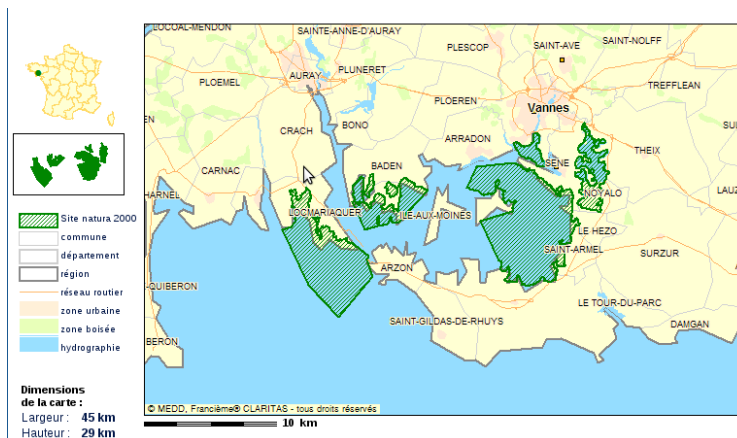 LOCOAL-MENDON
SAINTE-ANNE-D'AURAY
PLESCOP
SAINT-AVE
SAINT-NOLFF
AURAY
PLUNERET
PLOEMEL
TREFFLEAN
PLOEREN
Vannes
CRACH
BONO
ARRADON
THEIX
BADEN
SENE
CARNAC
NOYALO
LOCMARIAQUER
ILE-AUX-MOINES
LE HEZO
SAINT-ARMEL
SURZUR
ARZON
-QUIBERON
LE TOUR-DU-PARC
SAINT-GILDAS-DE-RHUYS
DAMGAN
Site natura 2000
commune
département
région
réseau routier
zone urbaine
zone boisée
hydrographie
Dimensions
de la carte :
Largeur : 45 km
Hauteur : 29 km
© MEDD, Francième® CLARITAS - tous droits réservés
10 km